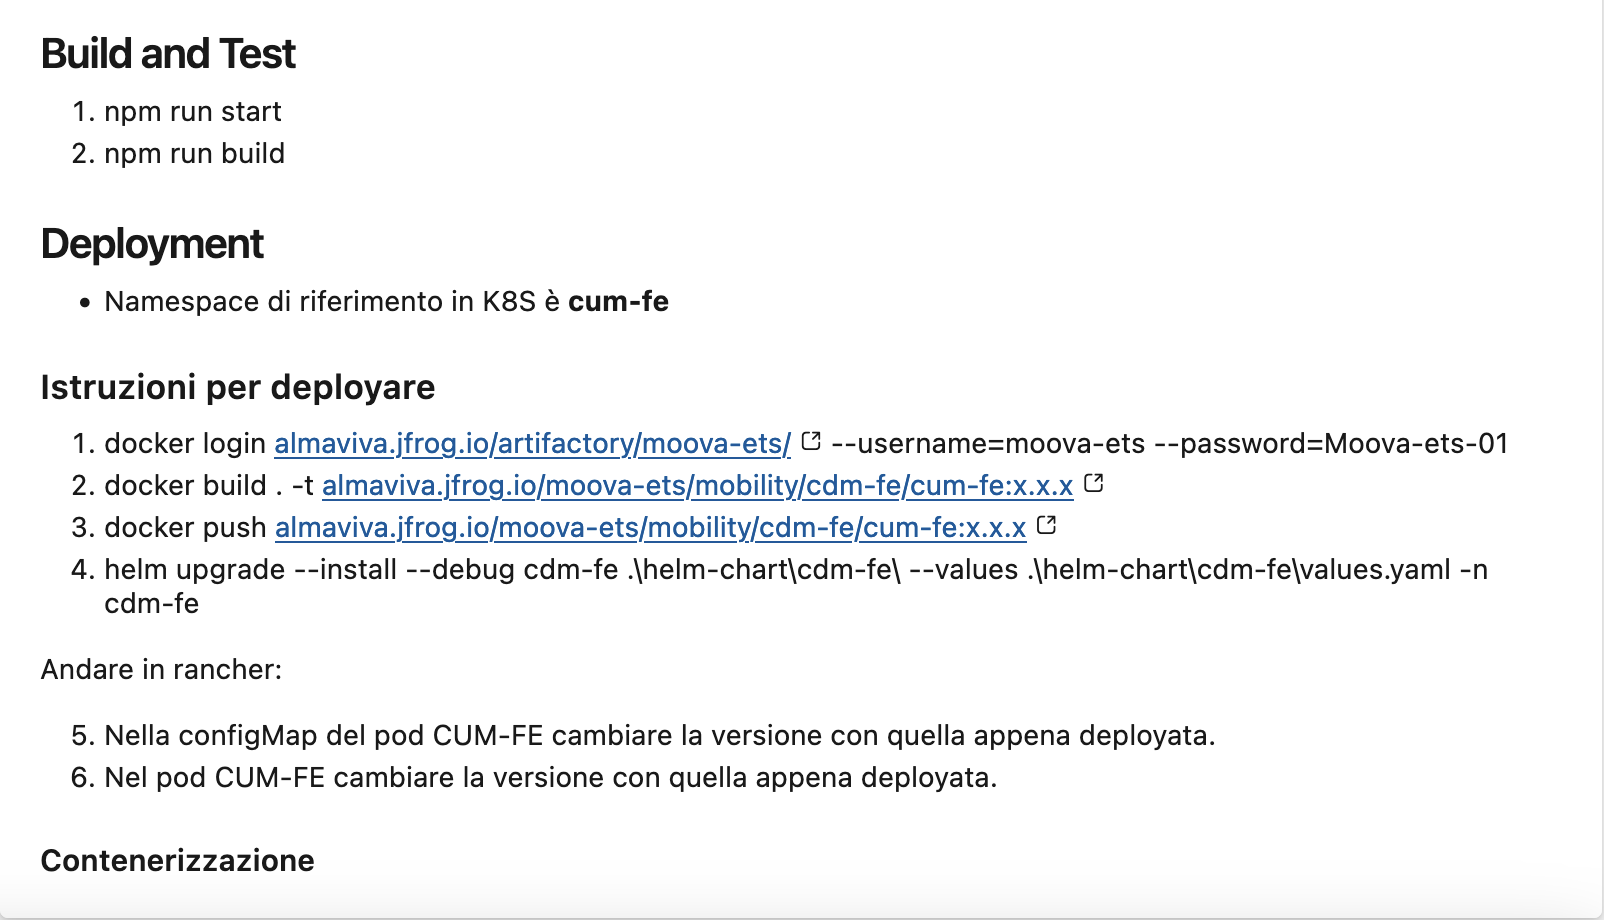 Build and Test
1. npm run start
2. npm run build
Deployment
• Namespace di riferimento in K8S è cum-fe
Istruzioni per deployare
1. docker login almaviva.jfrog.io/artifactory/moova-ets/ --username=moova-ets --password=Moova-ets-01
2. docker build . -t almaviva.jfrog.io/moova-ets/mobility/cdm-fe/cum-fe:x.x.x
3. docker push almaviva.jfrog.io/moova-ets/mobility/cdm-fe/cum-fe:x.x.x
4. helm upgrade --install --debug cdm-fe .\helm-chart\cdm-fe\ --values .\helm-chart\cdm-fe\values.yaml -n
cdm-fe
Andare in rancher:
5. Nella configMap del pod CUM-FE cambiare la versione con quella appena deployata.
6. Nel pod CUM-FE cambiare la versione con quella appena deployata.
Contenerizzazione